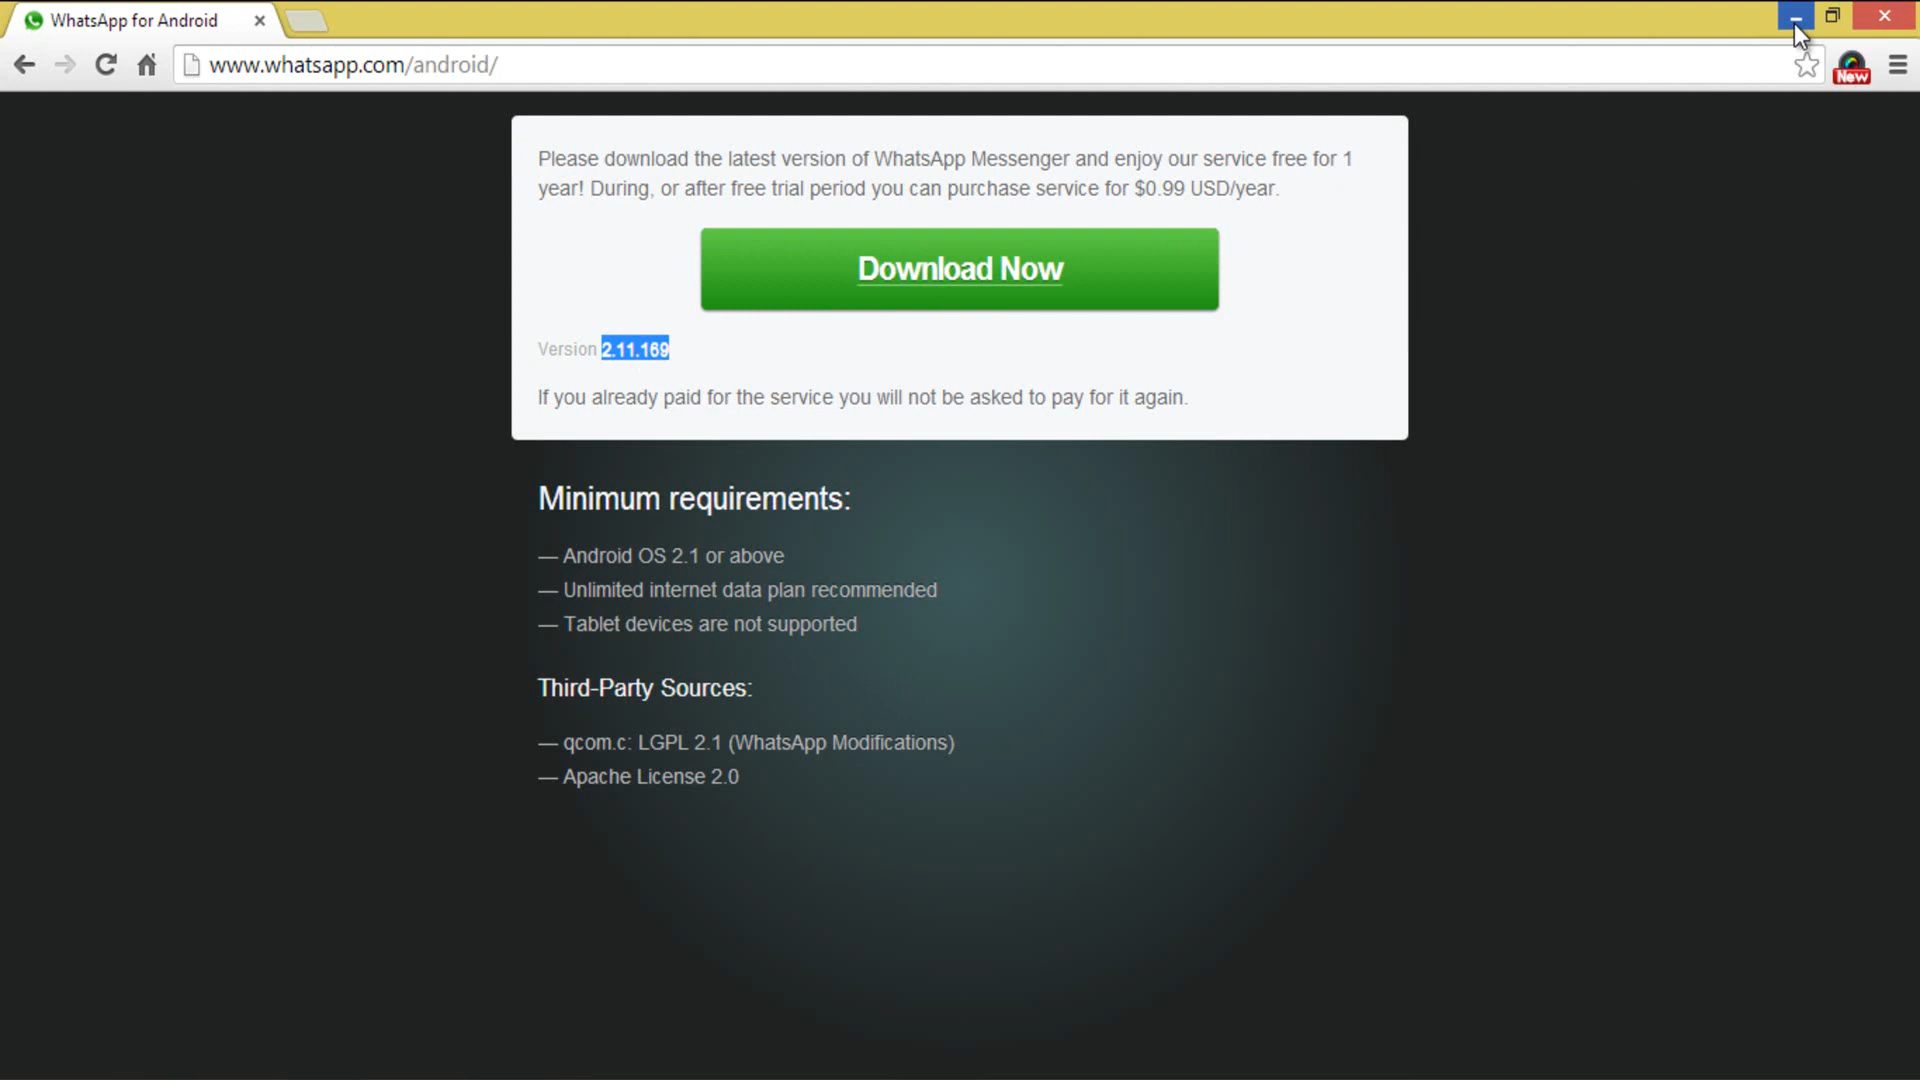 WhatsApp for Android
www.whatsapp.com/android/
New
Please download the latest version of WhatsApp Messenger and enjoy our service free for 1
year! During, or after free trial period you can purchase service for $0.99 USD/year.
Download Now
Version 2.11.169
If you already paid for the service you will not be asked to pay for it again.
Minimum requirements:
— Android OS 2.1 or above
— Unlimited internet data plan recommended
— Tablet devices are not supported
Third-Party Sources:
— qcom.c: LGPL 2.1 (WhatsApp Modifications)
— Apache License 2.0